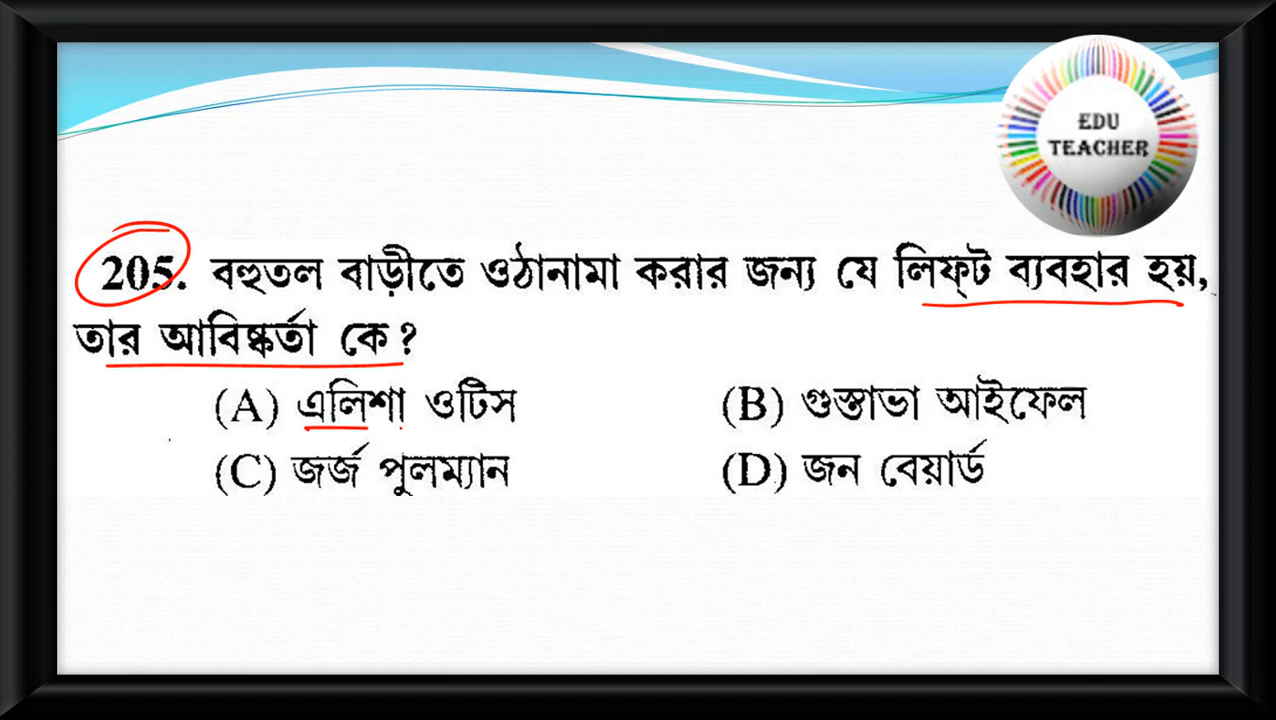 EDU
TEACHER
205. বহুতল বাড়ীতে ওঠানামা করার জন্য যে লিফ্‌ট ব্যবহার হয়,
তার আবিষ্কর্তা কে?
(A) এলিশা ওটিস (B) গুস্তাভা আইফেল
(C) জর্জ পুলম্যান (D) জন বেয়ার্ড